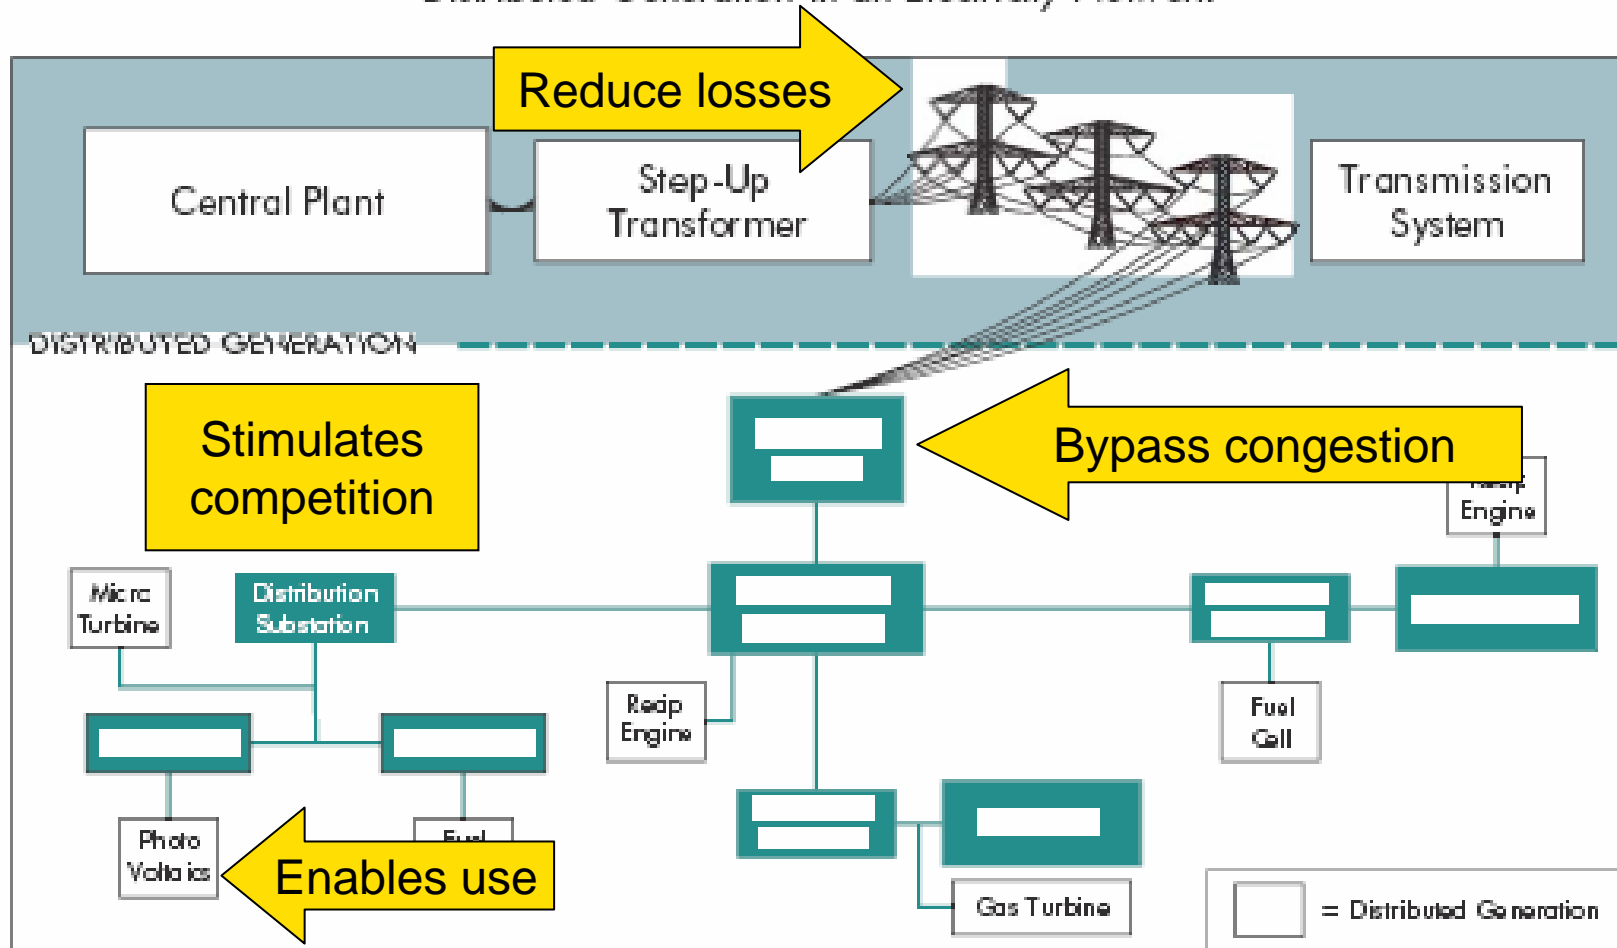 Reduce losses
Central Plant
Step-Up
Transformer
Transmission
System
DISTRIBUTED GENERATION
Stimulates
competition
Bypass congestion
Engine
Micro
Turbine
Distribution
Substation
Recip
Engine
Fuel
Cell
Photo
Voltaics
Enables use
Gas Turbine
= Distributed Generation